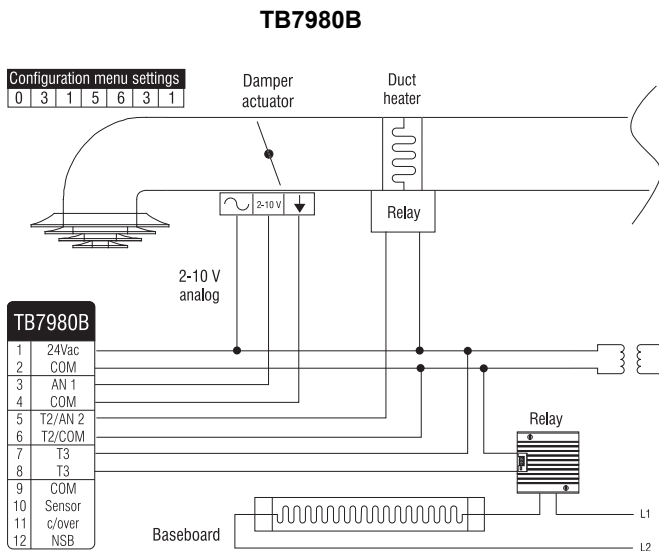 TB7980B
Configuration menu settings
0 3 1 5 6 3 1
Damper
actuator
Duct
heater
2-10 V
Relay
2-10 V
analog
TB7980B
1 24Vac
2 COM
3 AN 1
4 COM
5 T2/AN 2
6 T2/COM
7 T3
8 T3
9 COM
10 Sensor
11 c/over
12 NSB
Relay
Baseboard
L1
L2